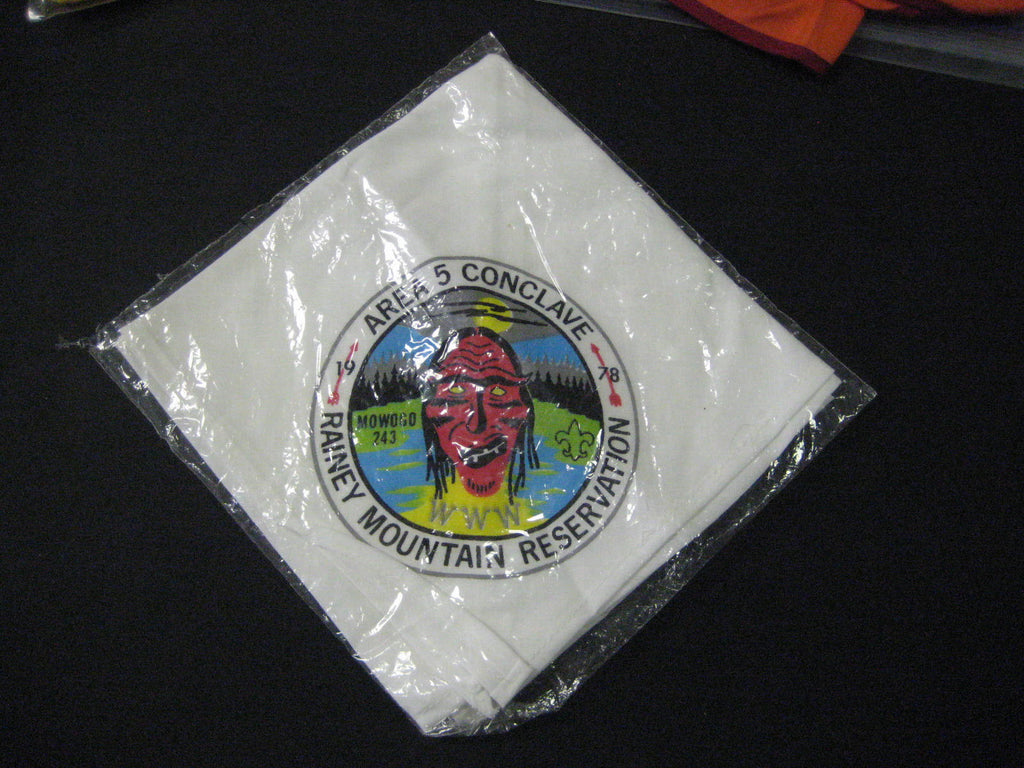 AREA 5 CONCLAVE
19 78
MOWOGO
243
WWW
RAINEY MOUNTAIN RESERVATION